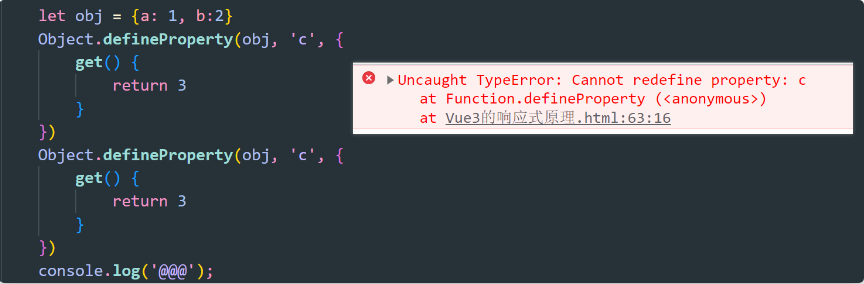 let obj = {a: 1, b:2}
Object.defineProperty(obj, 'c', {
get() {
return 3
}
})
Object.defineProperty(obj, 'c', {
get() {
return 3
}
})
console.log('@@@');
Uncaught TypeError: Cannot redefine property: c
at Function.defineProperty (<anonymous>)
at Vue3的响应式原理.html:63:16